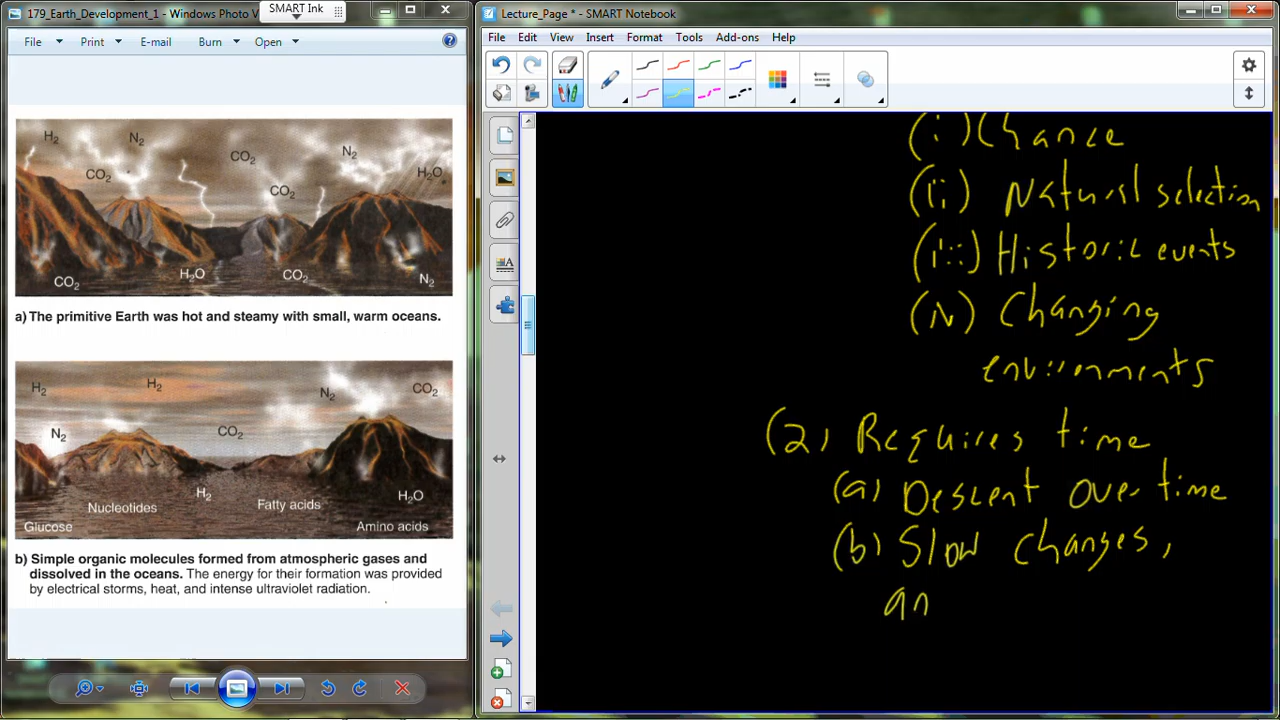 179_Earth_Development_1 - Windows Photo V
SMART Ink
File Print E-mail Burn Open
H2 N2 CO2 N2 H2O
CO2 CO2
CO2 H2O CO2 N2
a) The primitive Earth was hot and steamy with small, warm oceans.
H2 H2 N2 CO2
N2 CO2
Nucleotides H2 Fatty acids H2O
Glucose Amino acids
b) Simple organic molecules formed from atmospheric gases and
dissolved in the oceans. The energy for their formation was provided
by electrical storms, heat, and intense ultraviolet radiation.
Lecture_Page * - SMART Notebook
File Edit View Insert Format Tools Add-ons Help
(i) Chance
(ii) Natural selection
(iii) Historic events
(iv) Changing
environments
(2) Requires time
(a) Descent over time
(b) Slow changes,
an